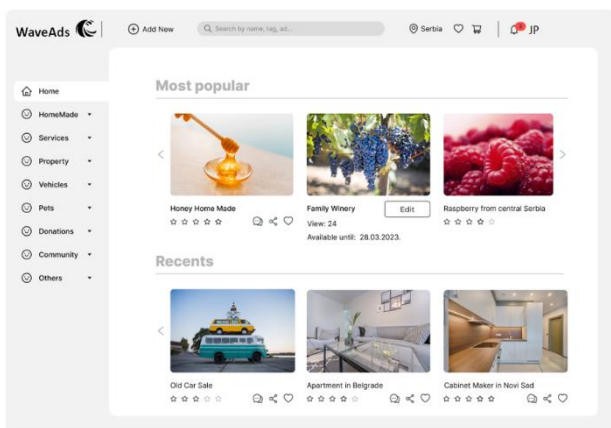 WaveAds
Add New
Search by name, tag, ad...
Serbia
JP
Home
HomeMade
Services
Property
Vehicles
Pets
Donations
Community
Others
Most popular
Honey Home Made
Family Winery
Edit
View: 24
Available until: 28.03.2023.
Raspberry from central Serbia
Recents
Old Car Sale
Apartment in Belgrade
Cabinet Maker in Novi Sad